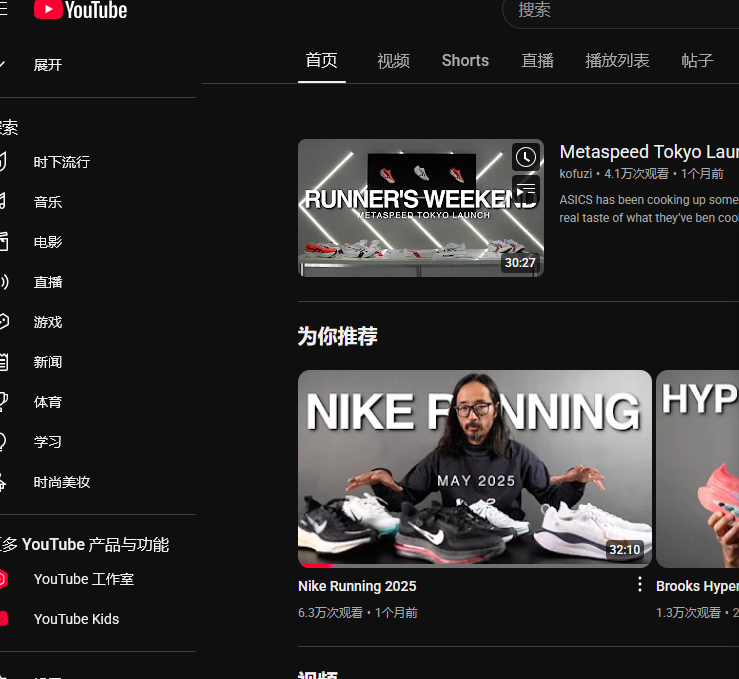 YouTube
搜索
展开
首页
视频
Shorts
直播
播放列表
帖子
时下流行
音乐
电影
直播
游戏
新闻
体育
学习
时尚美妆
YouTube 产品与功能
YouTube 工作室
YouTube Kids
RUNNER'S WEEKEND
METASPEED TOKYO LAUNCH
30:27
Metaspeed Tokyo
kofuzi • 4.1万次观看 • 1个月前
ASICS has been cooking up some
real taste of what they've ben
为你推荐
NIKE RUNNING
MAY 2025
32:10
Nike Running 2025
6.3万次观看 • 1个月前
HYP
Brooks Hyper
1.3万次观看 •
视频